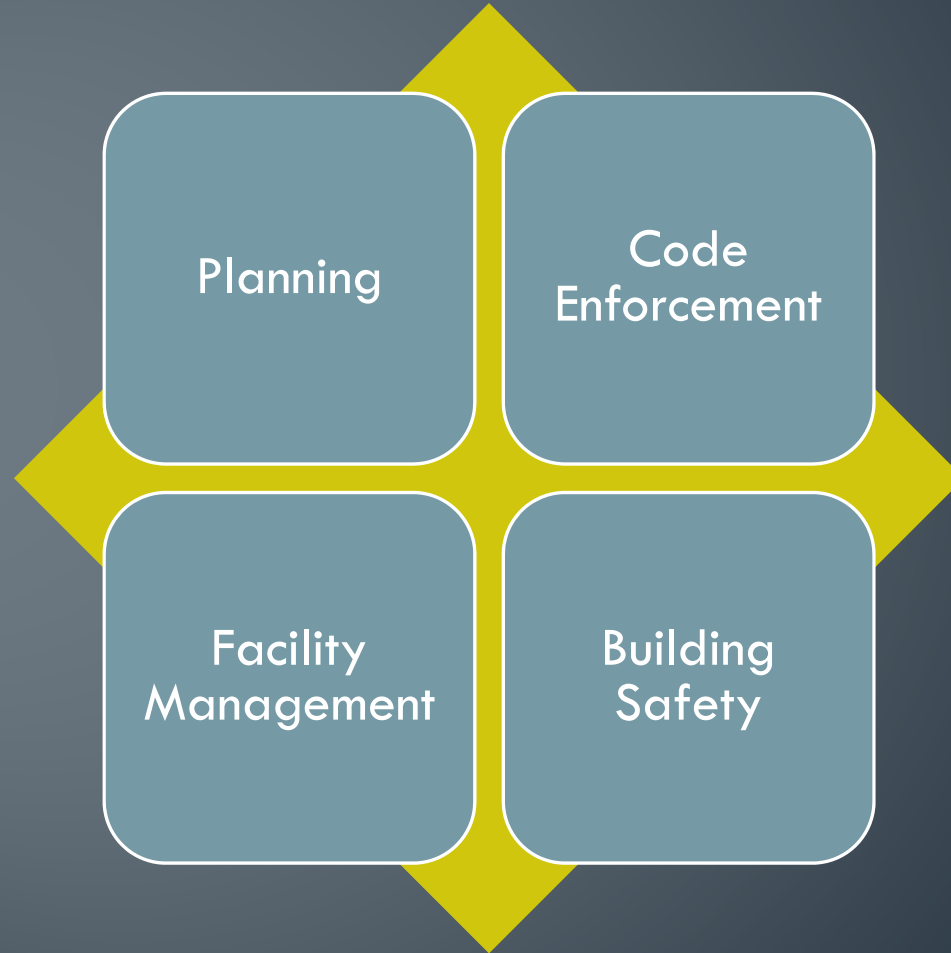 Planning
Code
Enforcement
Facility
Management
Building
Safety